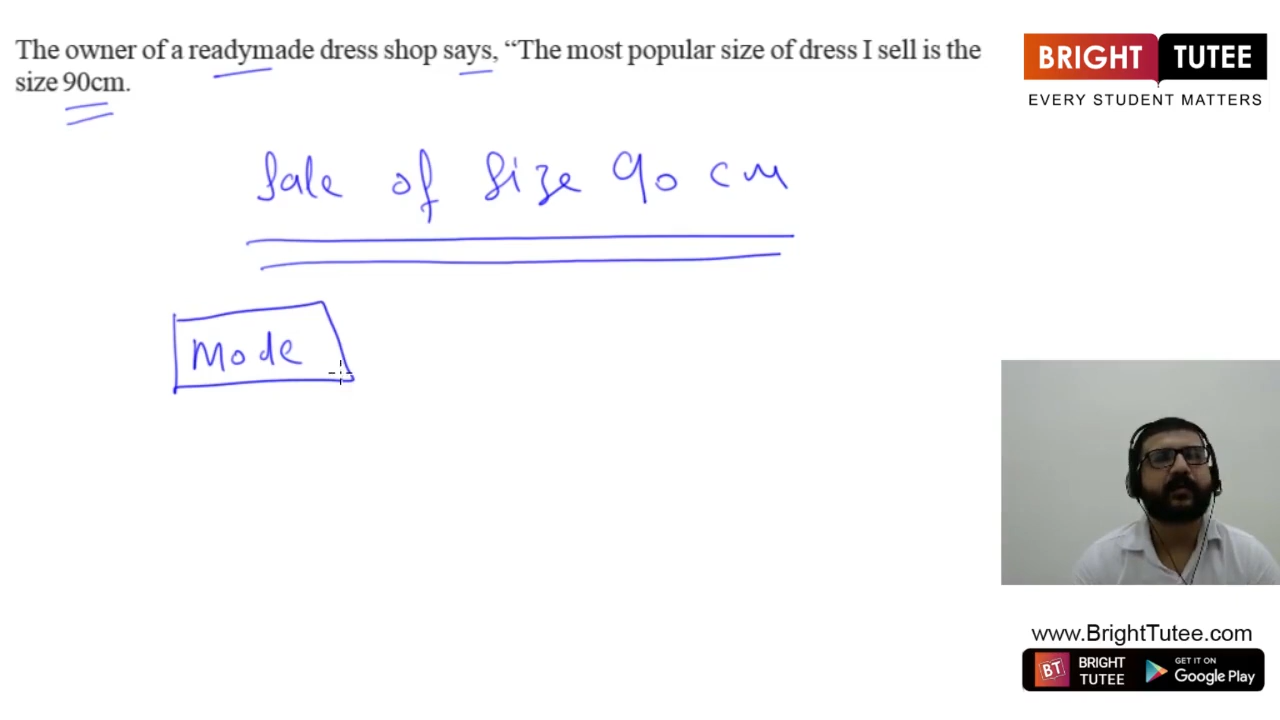 The owner of a readymade dress shop says, “The most popular size of dress I sell is the
size 90cm.
BRIGHT TUTEE
EVERY STUDENT MATTERS
Sale of Size 90 cm
Mode
www.BrightTutee.com
BT BRIGHT TUTEE
GET IT ON Google Play